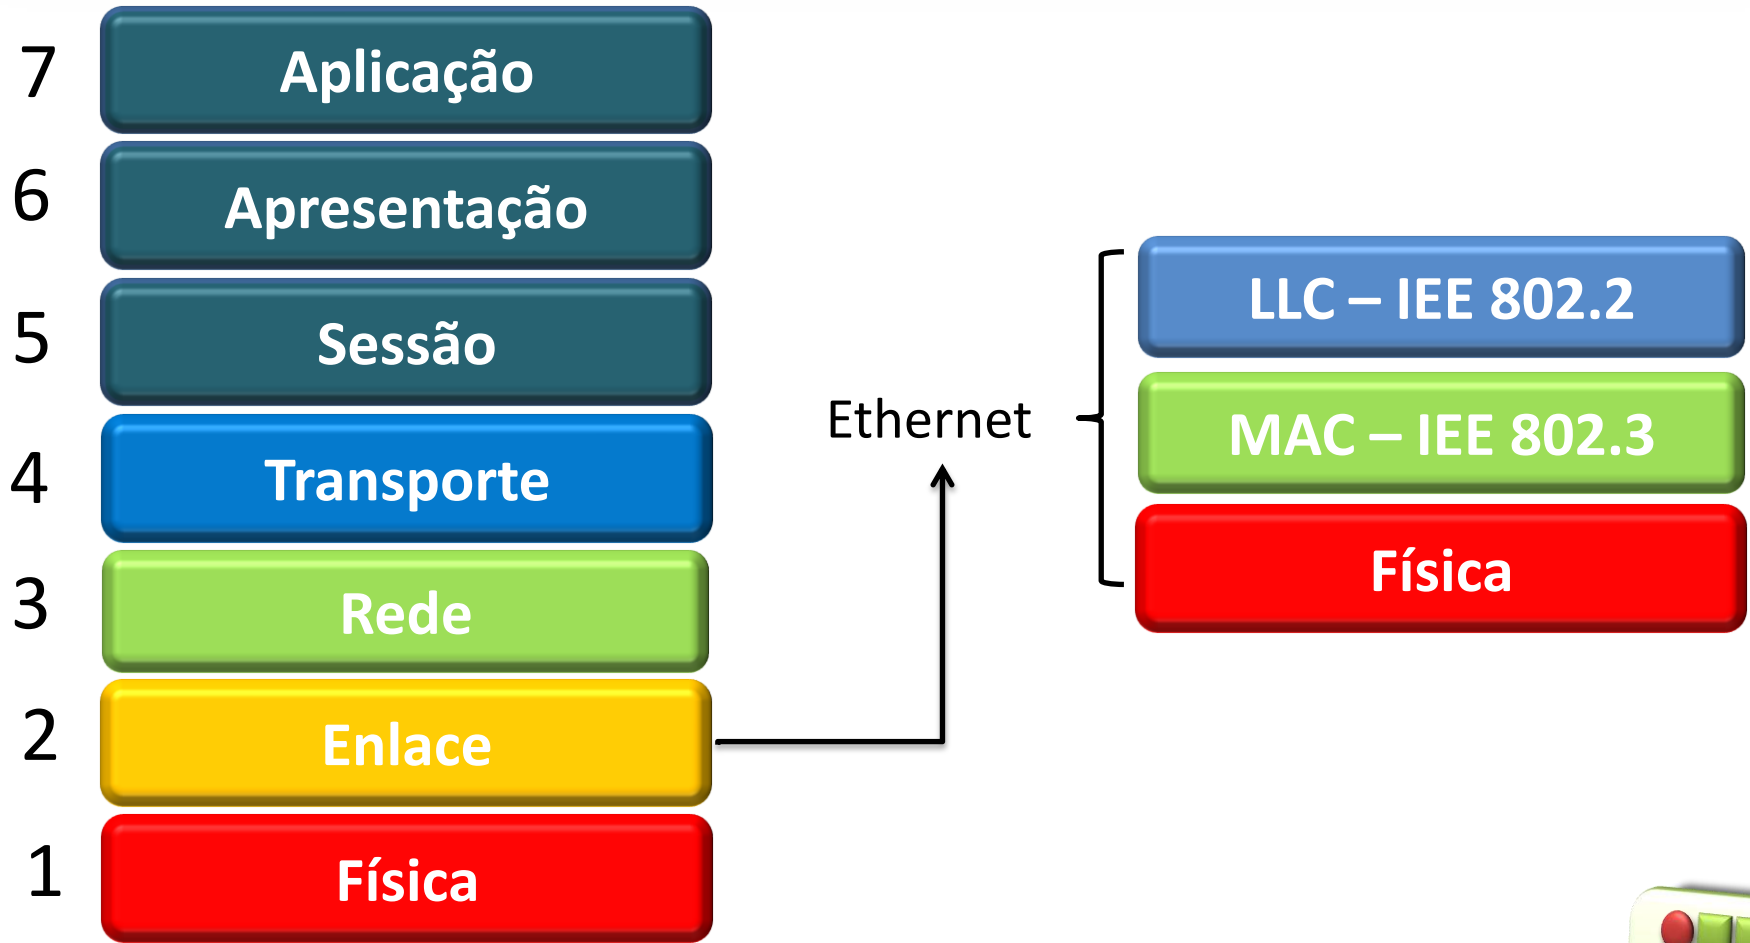 7 Aplicação
6 Apresentação
5 Sessão
4 Transporte
3 Rede
2 Enlace
1 Física
Ethernet
LLC – IEE 802.2
MAC – IEE 802.3
Física